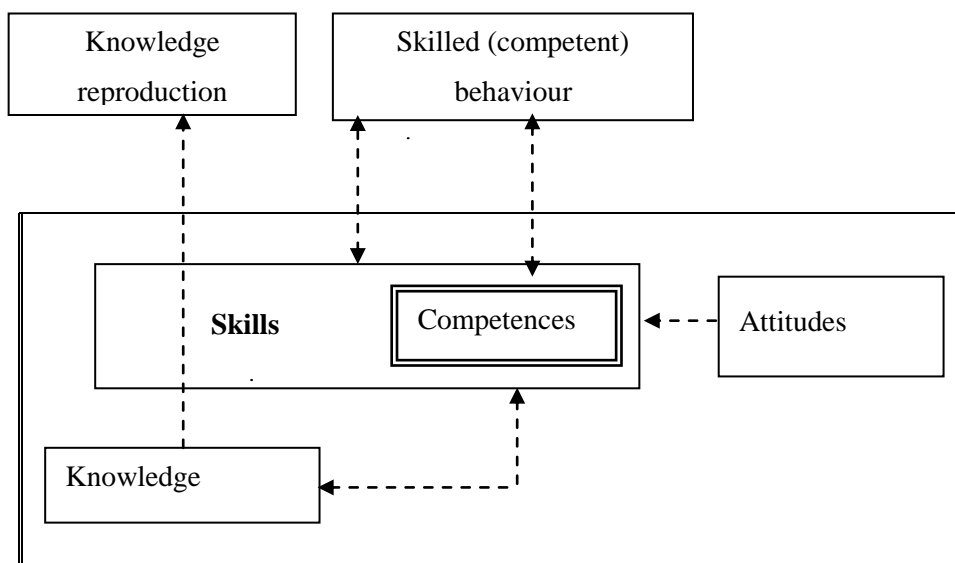 Knowledge
reproduction
Skilled (competent)
behaviour
Skills
Competences
Attitudes
Knowledge